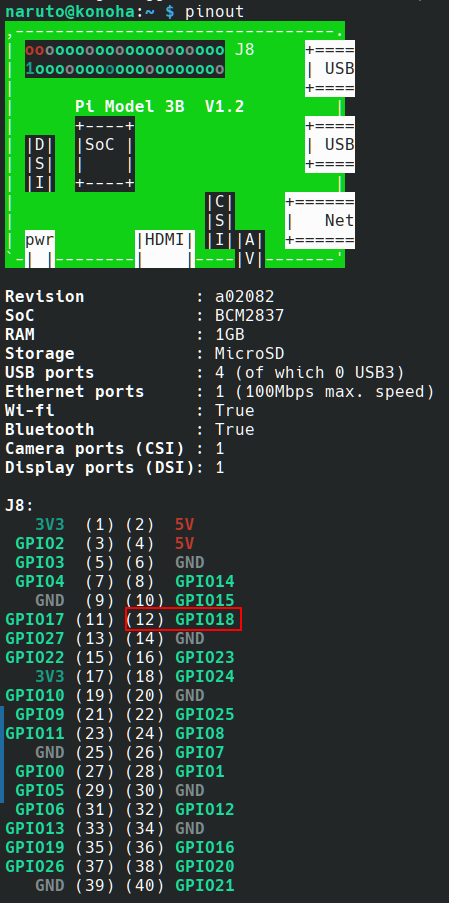 naruto@konoha:~ $ pinout
,--------------------------------.
| oooooooooooooooooooo J8     +====
| 1ooooooooooooooooooo        | USB
|                             +====
|      Pi Model 3B  V1.2         |
|      +----+                 +====
| |D|  |SoC |                 | USB
| |S|  |    |                 +====
| |I|  +----+                    |
|                   |C|     +======
|                   |S|     |   Net
| pwr        |HDMI| |I||A|  +======
`-| |--------|    |----|V|-------'
Revision           : a02082
SoC                : BCM2837
RAM                : 1GB
Storage            : MicroSD
USB ports          : 4 (of which 0 USB3)
Ethernet ports     : 1 (100Mbps max. speed)
Wi-fi              : True
Bluetooth          : True
Camera ports (CSI) : 1
Display ports (DSI): 1
J8:
   3V3  (1) (2)  5V
 GPIO2  (3) (4)  5V
 GPIO3  (5) (6)  GND
 GPIO4  (7) (8)  GPIO14
   GND  (9) (10) GPIO15
GPIO17 (11) (12) GPIO18
GPIO27 (13) (14) GND
GPIO22 (15) (16) GPIO23
   3V3 (17) (18) GPIO24
GPIO10 (19) (20) GND
 GPIO9 (21) (22) GPIO25
GPIO11 (23) (24) GPIO8
   GND (25) (26) GPIO7
 GPIO0 (27) (28) GPIO1
 GPIO5 (29) (30) GND
 GPIO6 (31) (32) GPIO12
GPIO13 (33) (34) GND
GPIO19 (35) (36) GPIO16
GPIO26 (37) (38) GPIO20
   GND (39) (40) GPIO21